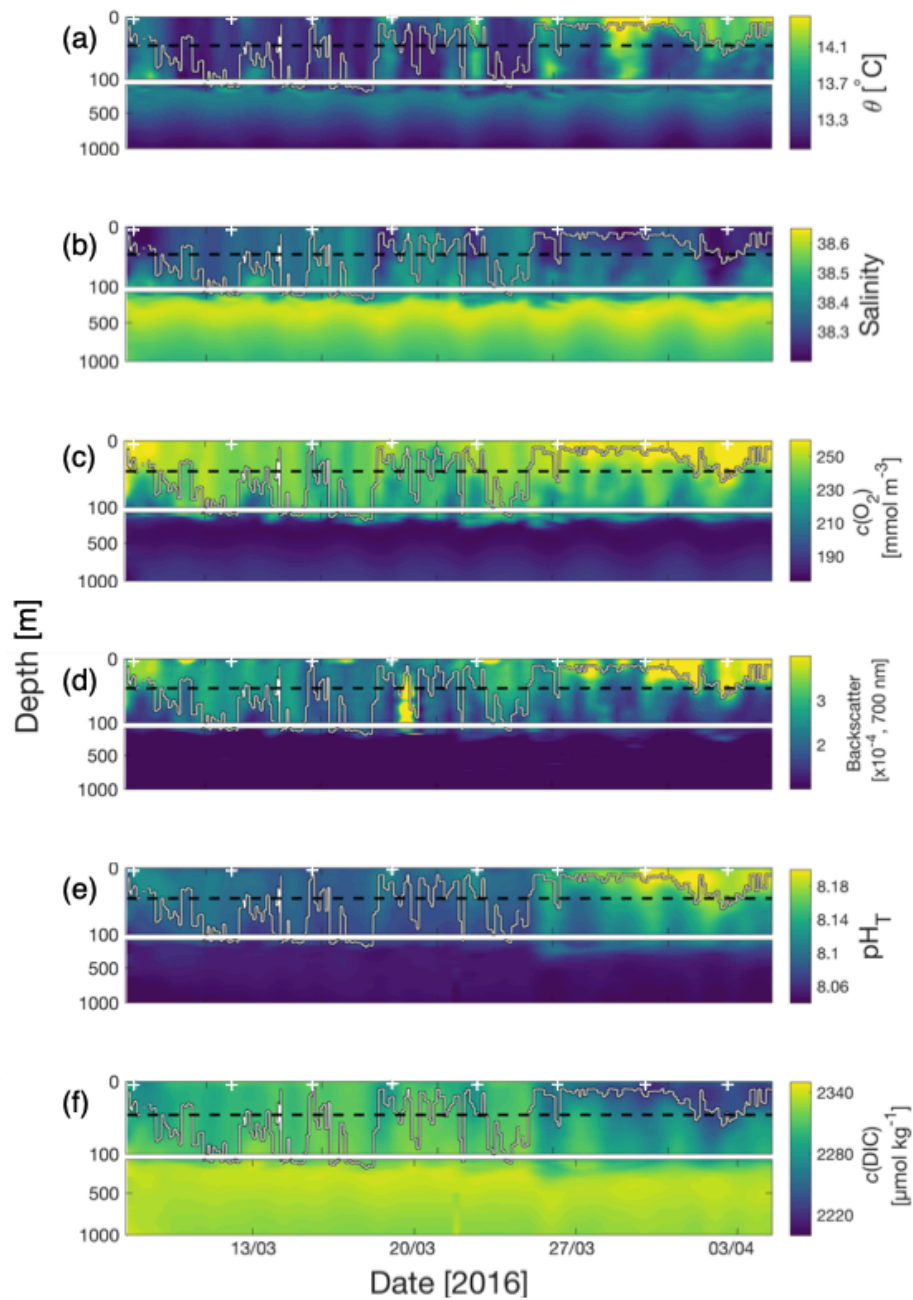 (a)
0
100
500
1000
14.1
13.7
13.3
θ [°C]
(b)
0
100
500
1000
38.6
38.5
38.4
38.3
Salinity
(c)
0
100
500
1000
250
230
210
190
c(O₂)
[mmol m⁻³]
Depth [m]
(d)
0
100
500
1000
3
2
Backscatter
[x10⁻⁴, 700 nm]
(e)
0
100
500
1000
8.18
8.14
8.1
8.06
pH_T
(f)
0
100
500
1000
2340
2280
2220
c(DIC)
[μmol kg⁻¹]
13/03
20/03
27/03
03/04
Date [2016]